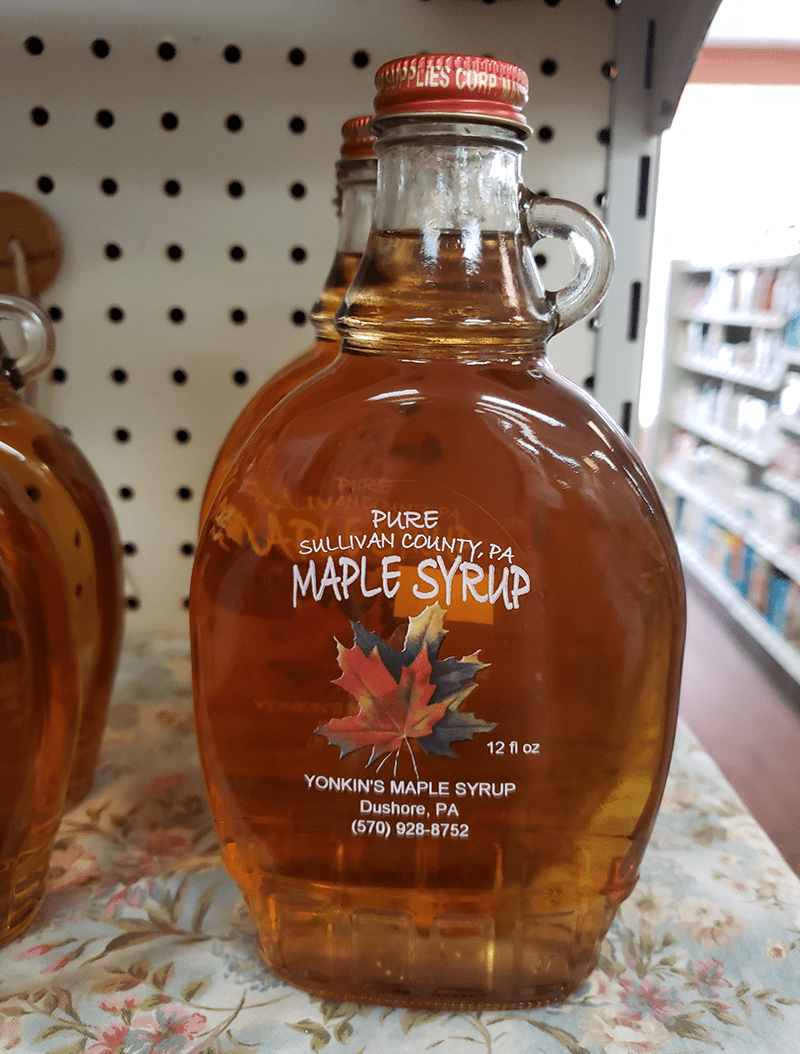 SUPPLIES CORP.
PURE
SULLIVAN COUNTY, PA
MAPLE SYRUP
12 fl oz
YONKIN'S MAPLE SYRUP
Dushore, PA
(570) 928-8752